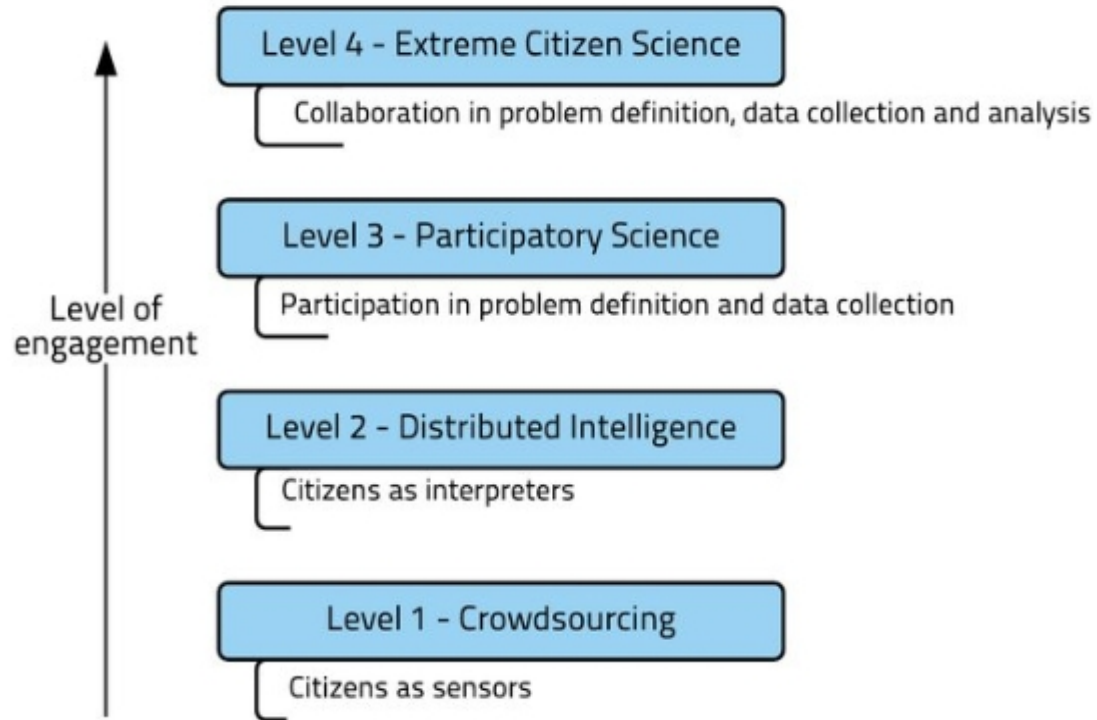 Level 4 - Extreme Citizen Science
Collaboration in problem definition, data collection and analysis
Level 3 - Participatory Science
Participation in problem definition and data collection
Level of
engagement
Level 2 - Distributed Intelligence
Citizens as interpreters
Level 1 - Crowdsourcing
Citizens as sensors